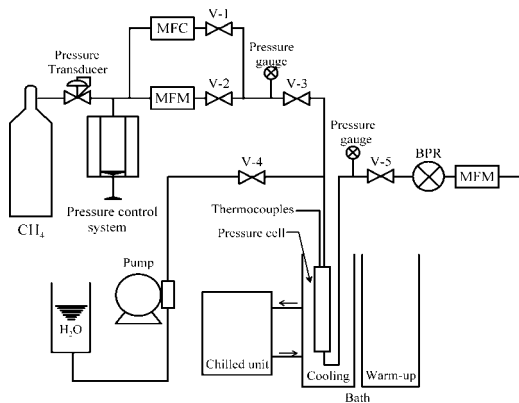 V-1
MFC
Pressure
Transducer
Pressure
gauge
V-2
V-3
MFM
Pressure
gauge
V-4
V-5
BPR
MFM
Pressure control
system
CH4
Thermocouples
Pressure cell
Pump
H2O
Chilled unit
Cooling
Warm-up
Bath